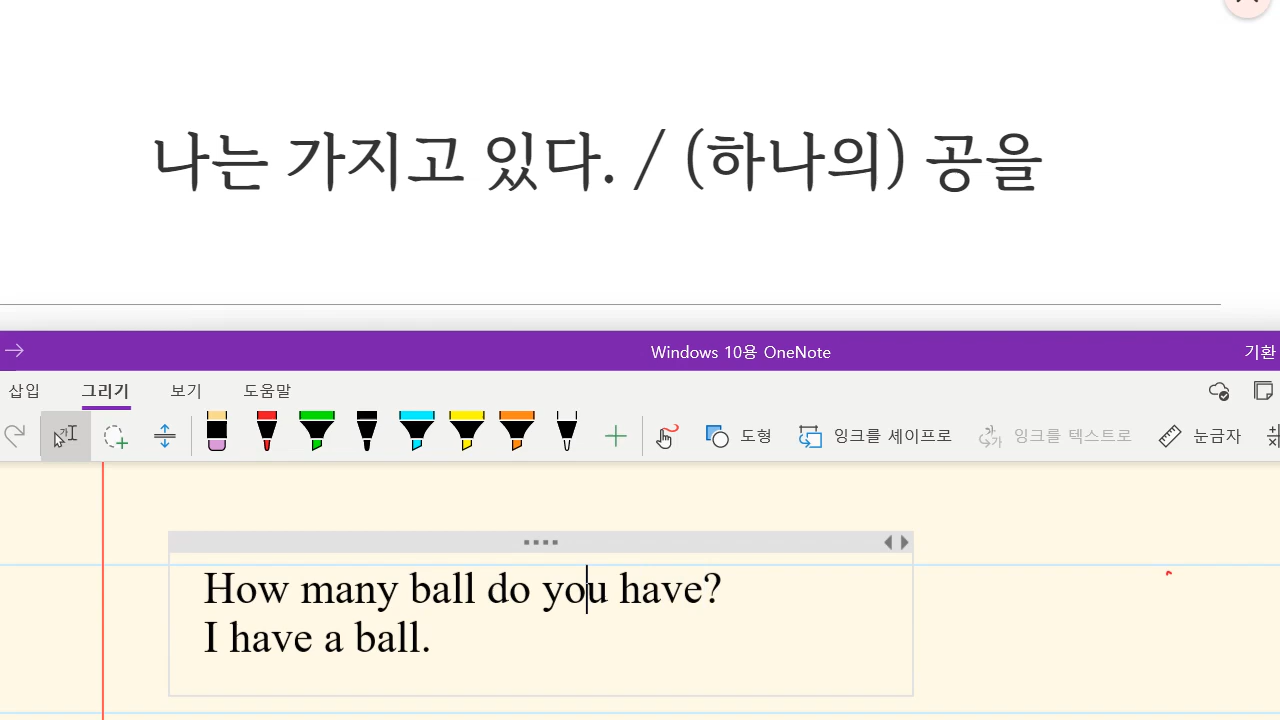 나는 가지고 있다. / (하나의) 공을
Windows 10용 OneNote
기환
삽입 그리기 보기 도움말
도형 잉크를 셰이프로 잉크를 텍스트로 눈금자
How many ball do you have?
I have a ball.